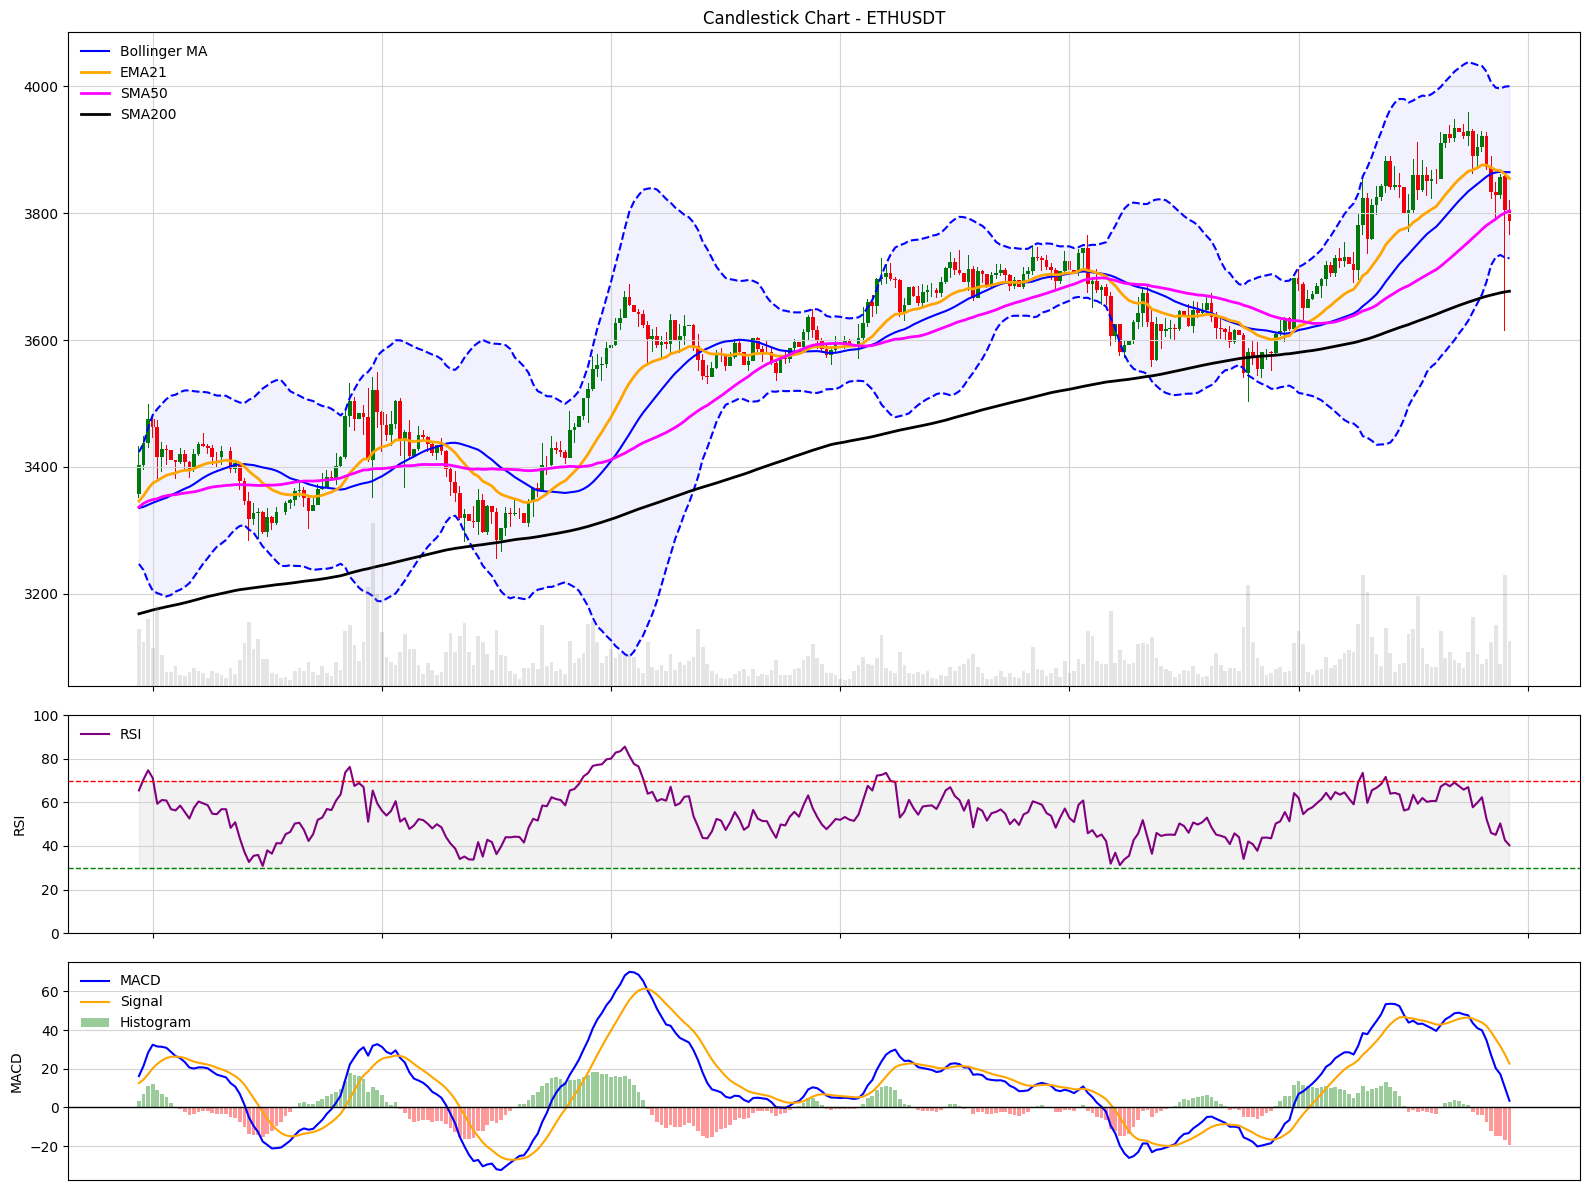 Candlestick Chart - ETHUSDT
Bollinger MA
EMA21
SMA50
SMA200
4000
3800
3600
3400
3200
RSI
100
80
60
40
20
0
RSI
MACD
Signal
Histogram
60
40
20
0
−20
MACD